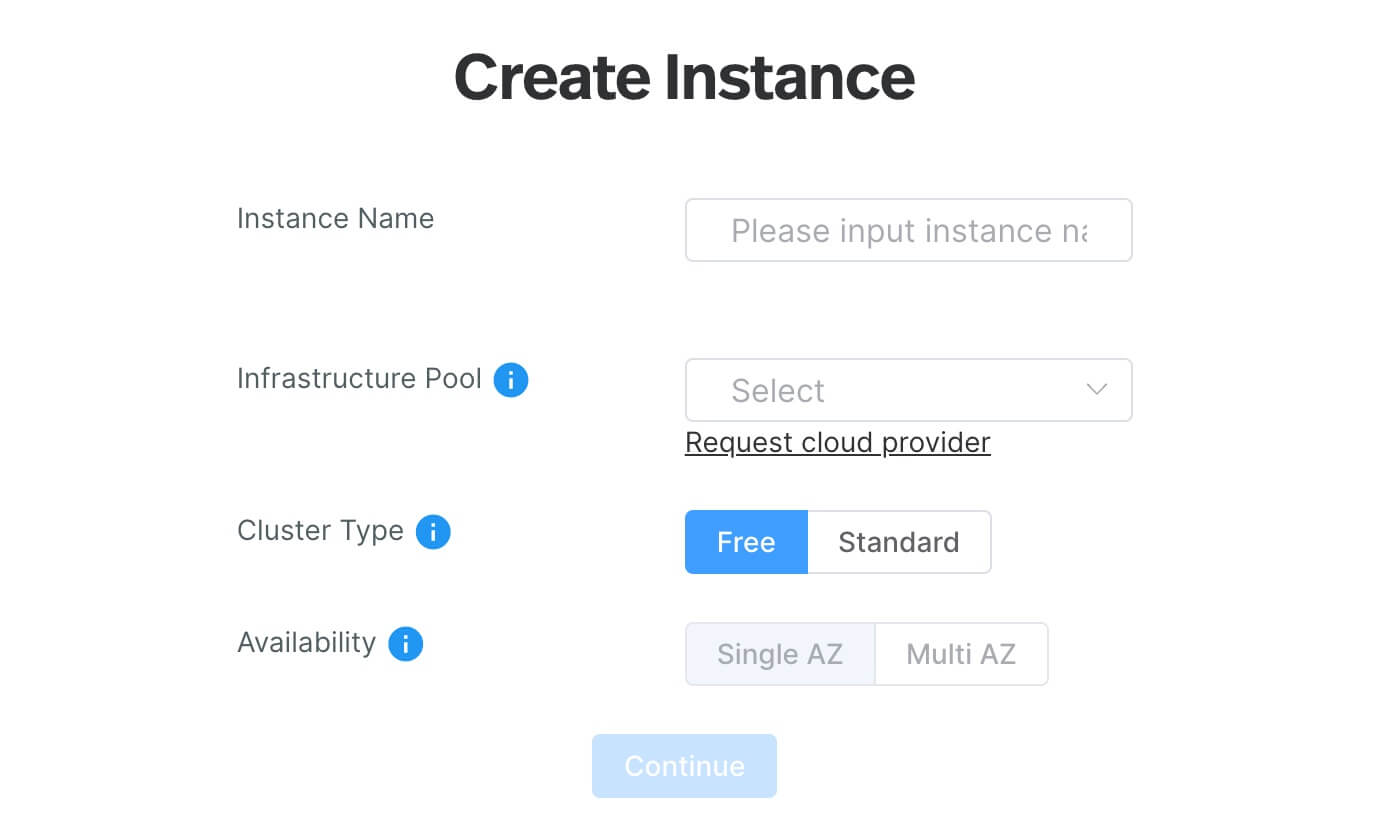 Create Instance
Instance Name
Please input instance na
Infrastructure Pool
Select
Request cloud provider
Cluster Type
Free Standard
Availability
Single AZ Multi AZ
Continue